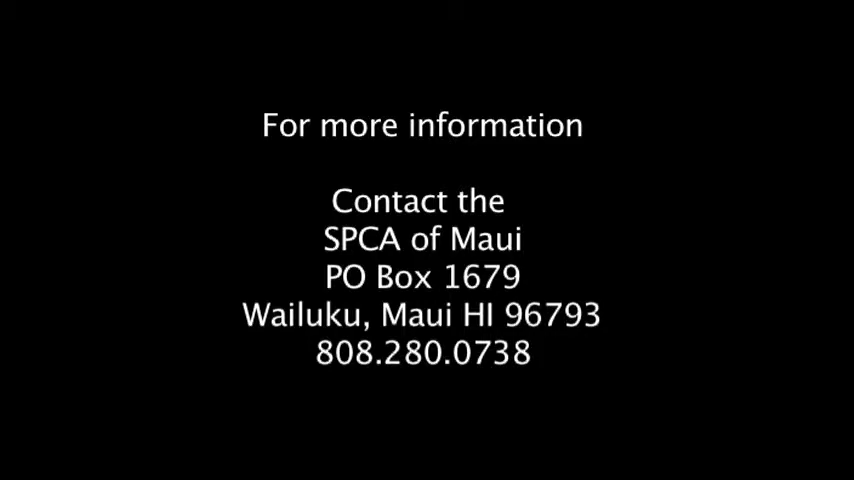 For more information
Contact the
SPCA of Maui
PO Box 1679
Wailuku, Maui HI 96793
808.280.0738